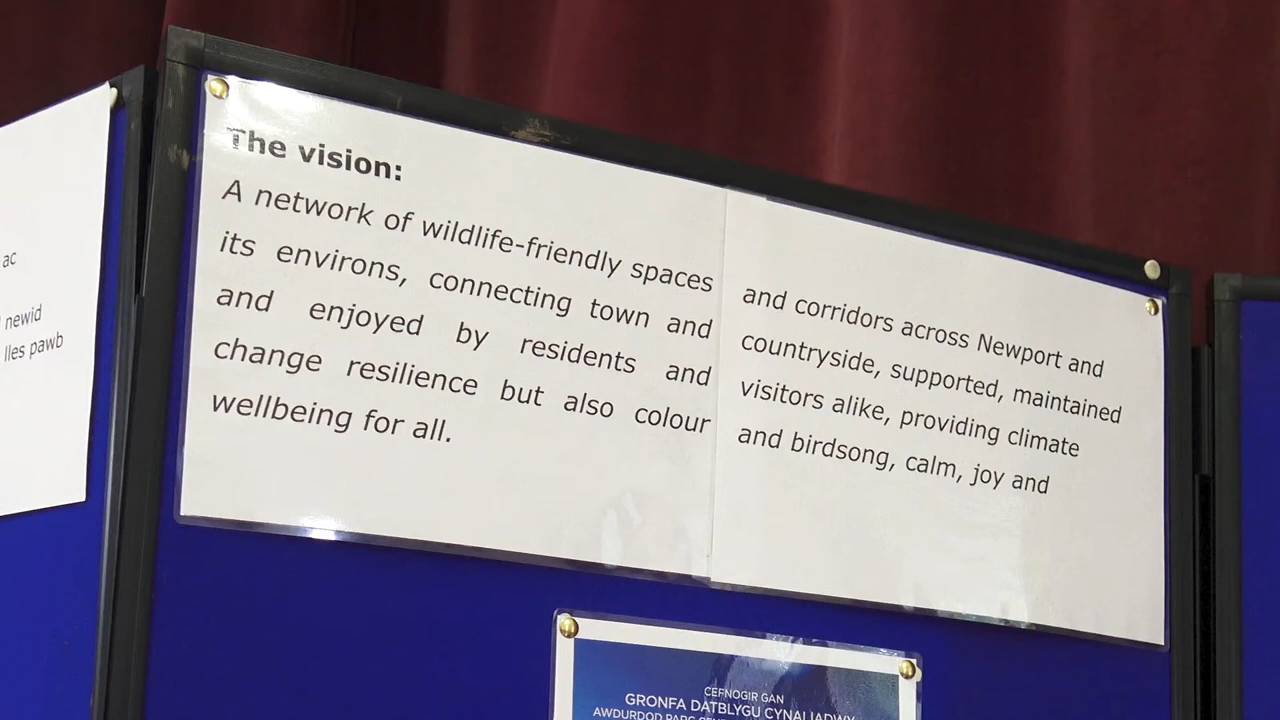 ac
newid
lles pawb
The vision:
A network of wildlife-friendly spaces and corridors across Newport and
its environs, connecting town and countryside, supported, maintained
and enjoyed by residents and visitors alike, providing climate
change resilience but also colour and birdsong, calm, joy and
wellbeing for all.
CEFNOGIR GAN
GRONFA DATBLYGU CYNALIADWY
AWDURDOD PARC